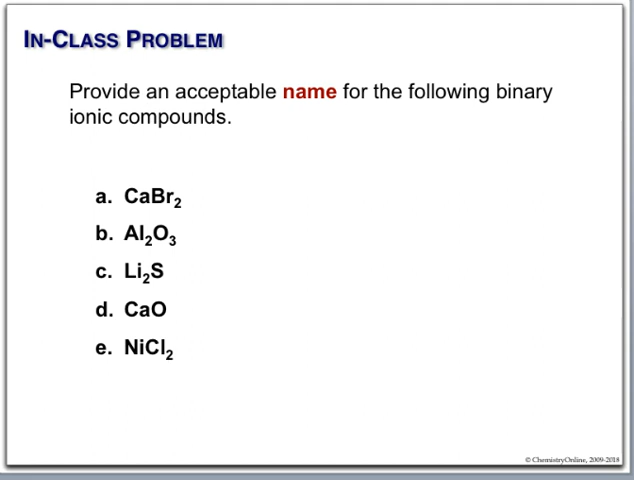 IN-CLASS PROBLEM
Provide an acceptable name for the following binary
ionic compounds.
a. CaBr₂
b. Al₂O₃
c. Li₂S
d. CaO
e. NiCl₂
© ChemistryOnline, 2009-2018